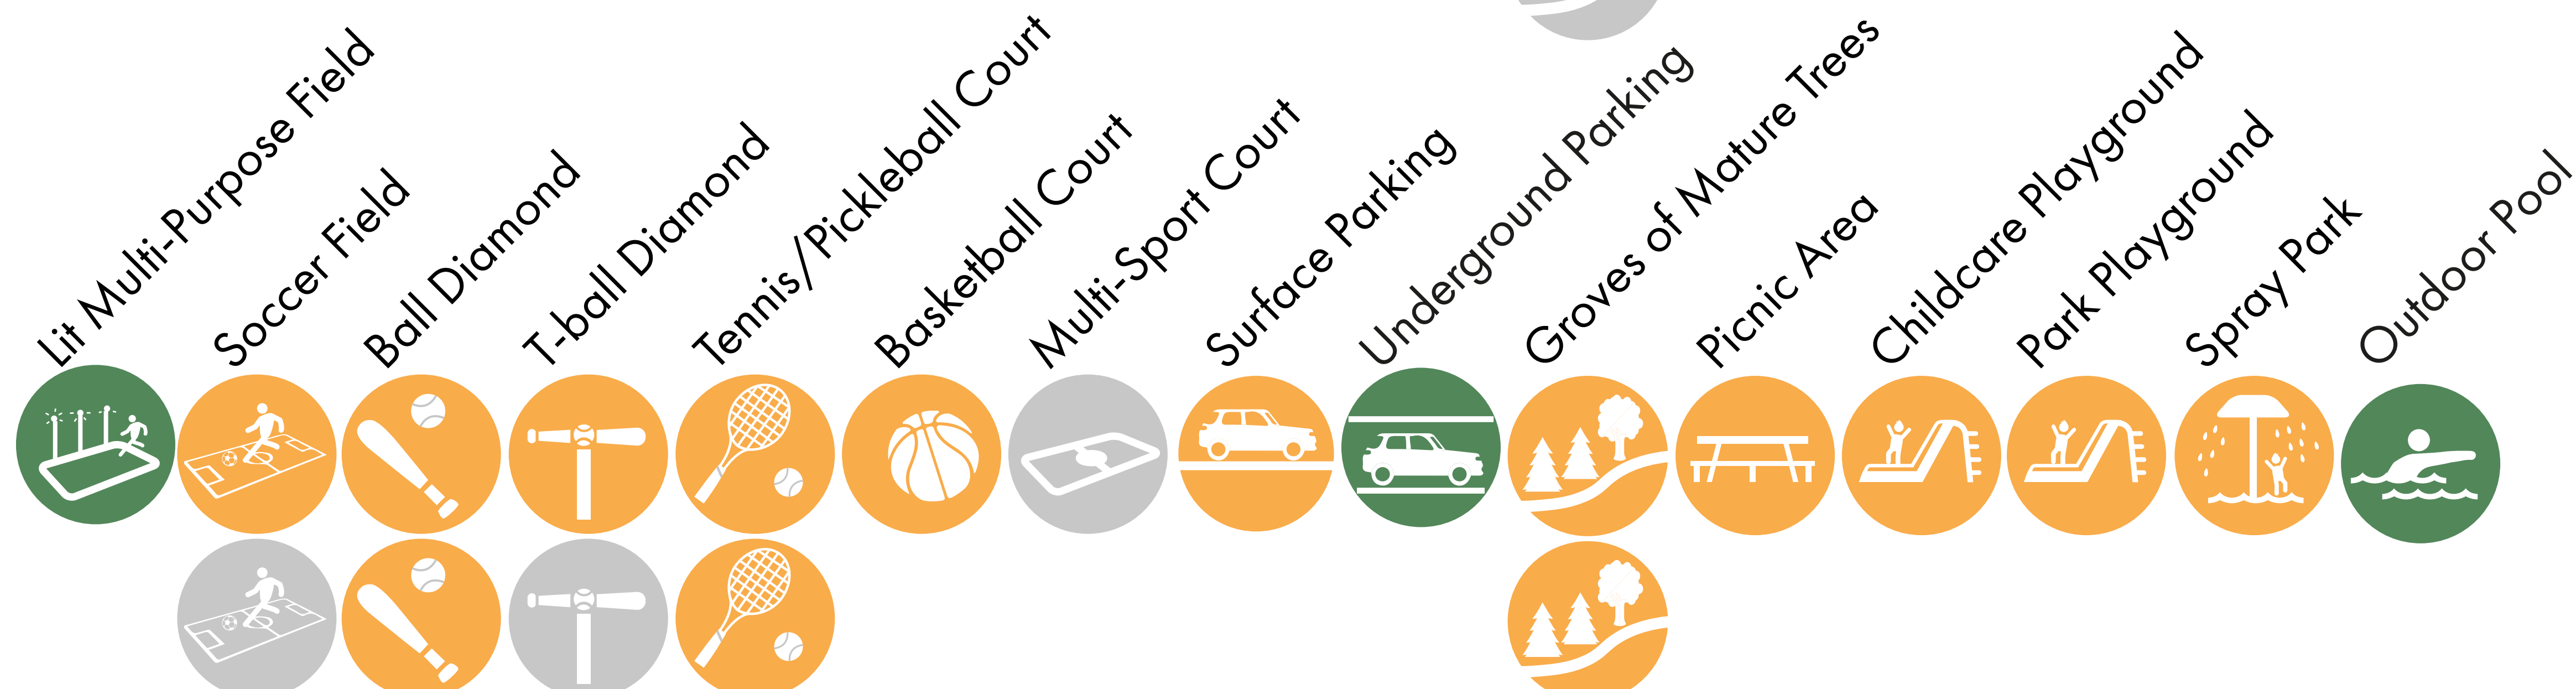 Lit Multi-Purpose Field
Soccer Field
Ball Diamond
T-ball Diamond
Tennis/Pickleball Court
Basketball Court
Multi-Sport Court
Surface Parking
Underground Parking
Groves of Mature Trees
Picnic Area
Childcare Playground
Park Playground
Spray Park
Outdoor Pool